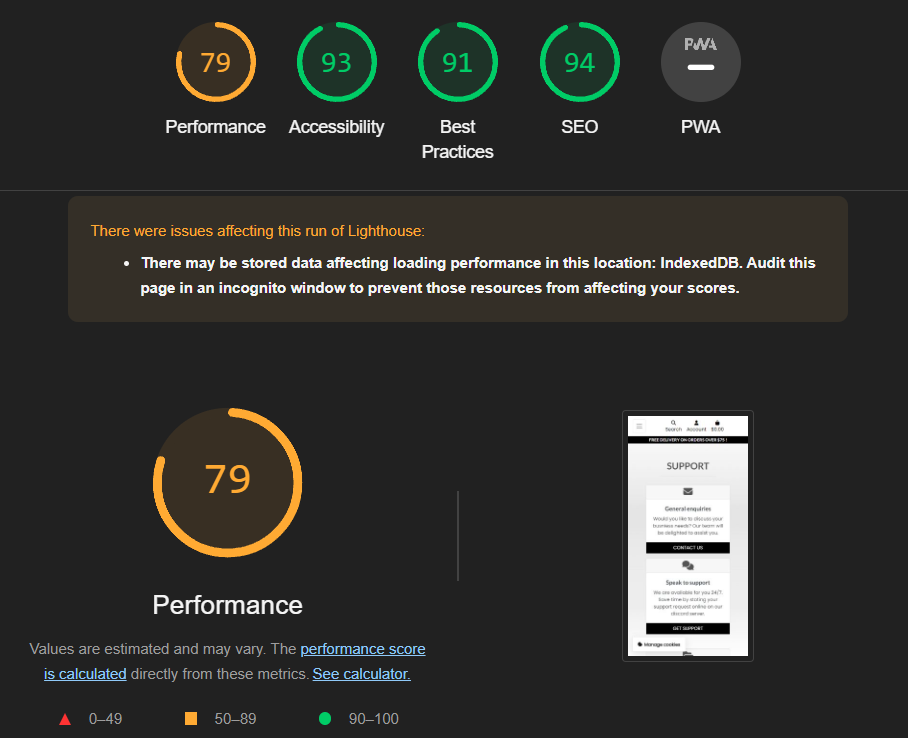 79
93
91
94
PWA
Performance
Accessibility
Best
Practices
SEO
PWA
There were issues affecting this run of Lighthouse:
There may be stored data affecting loading performance in this location: IndexedDB. Audit this
page in an incognito window to prevent those resources from affecting your scores.
79
Performance
Values are estimated and may vary. The performance score
is calculated directly from these metrics. See calculator.
0–49
50–89
90–100
Search Account $0.00
FREE DELIVERY ON ORDERS OVER $75 !
SUPPORT
General enquiries
Would you like to discuss your
business needs? Our team will
be delighted to assist you.
CONTACT US
Speak to support
We are available for you 24/7.
Save time by starting your
support request online on our
discord server.
GET SUPPORT
Manage cookies